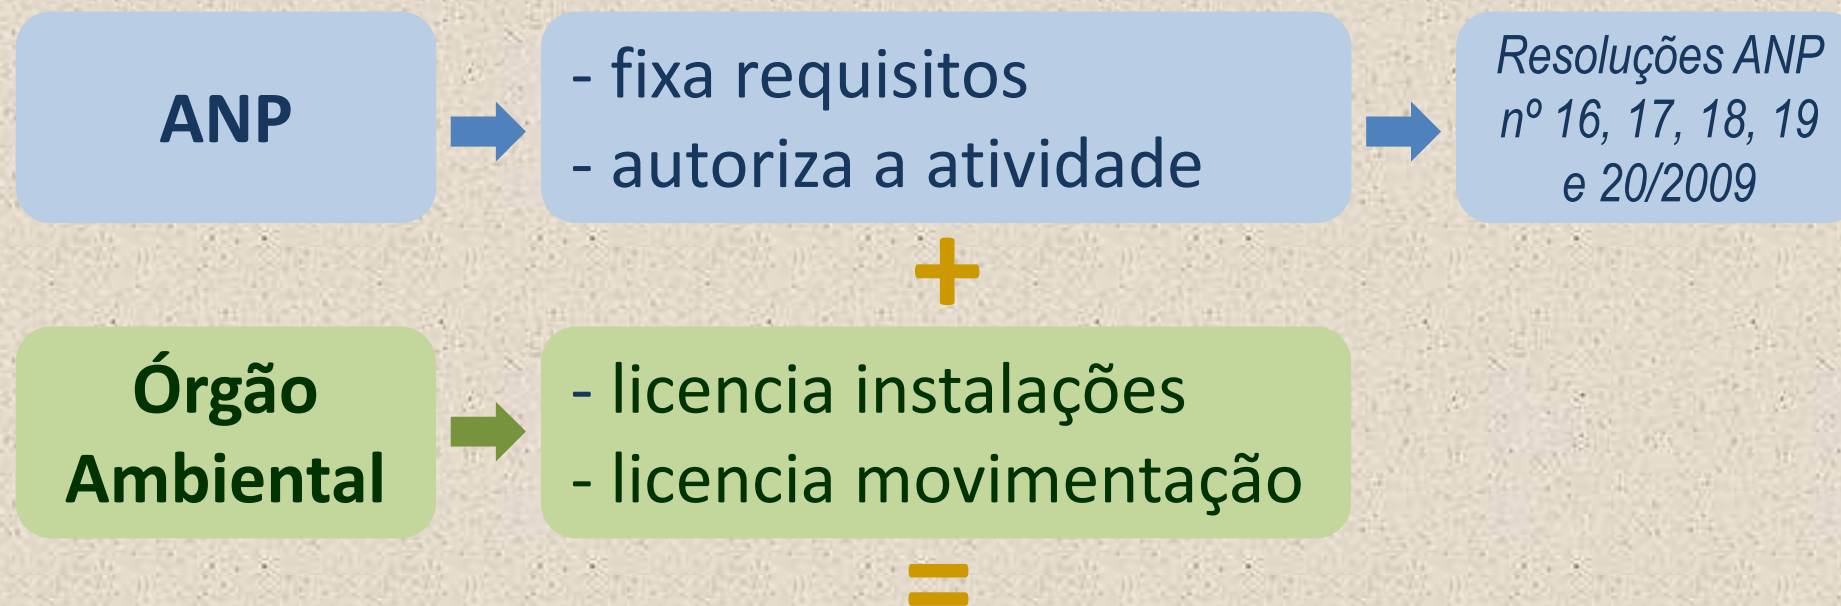 ANP
- fixa requisitos
- autoriza a atividade
Resoluções ANP
nº 16, 17, 18, 19
e 20/2009
+
Órgão
Ambiental
- licencia instalações
- licencia movimentação
=